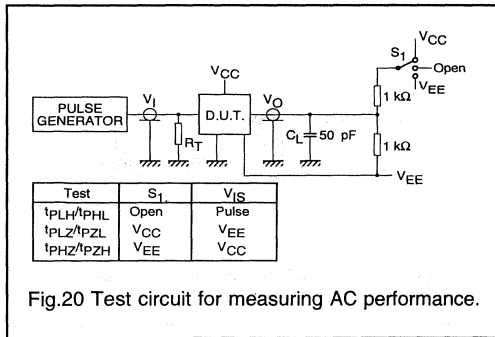 S1
VCC
Open
VEE
VCC
PULSE
GENERATOR
VI
D.U.T.
VO
RT
CL
50 pF
1 kΩ
1 kΩ
VEE
Test S1. VIS
tPLH/tPHL Open Pulse
tPLZ/tPZL VCC VEE
tPHZ/tPZH VEE VCC
Fig.20 Test circuit for measuring AC performance.